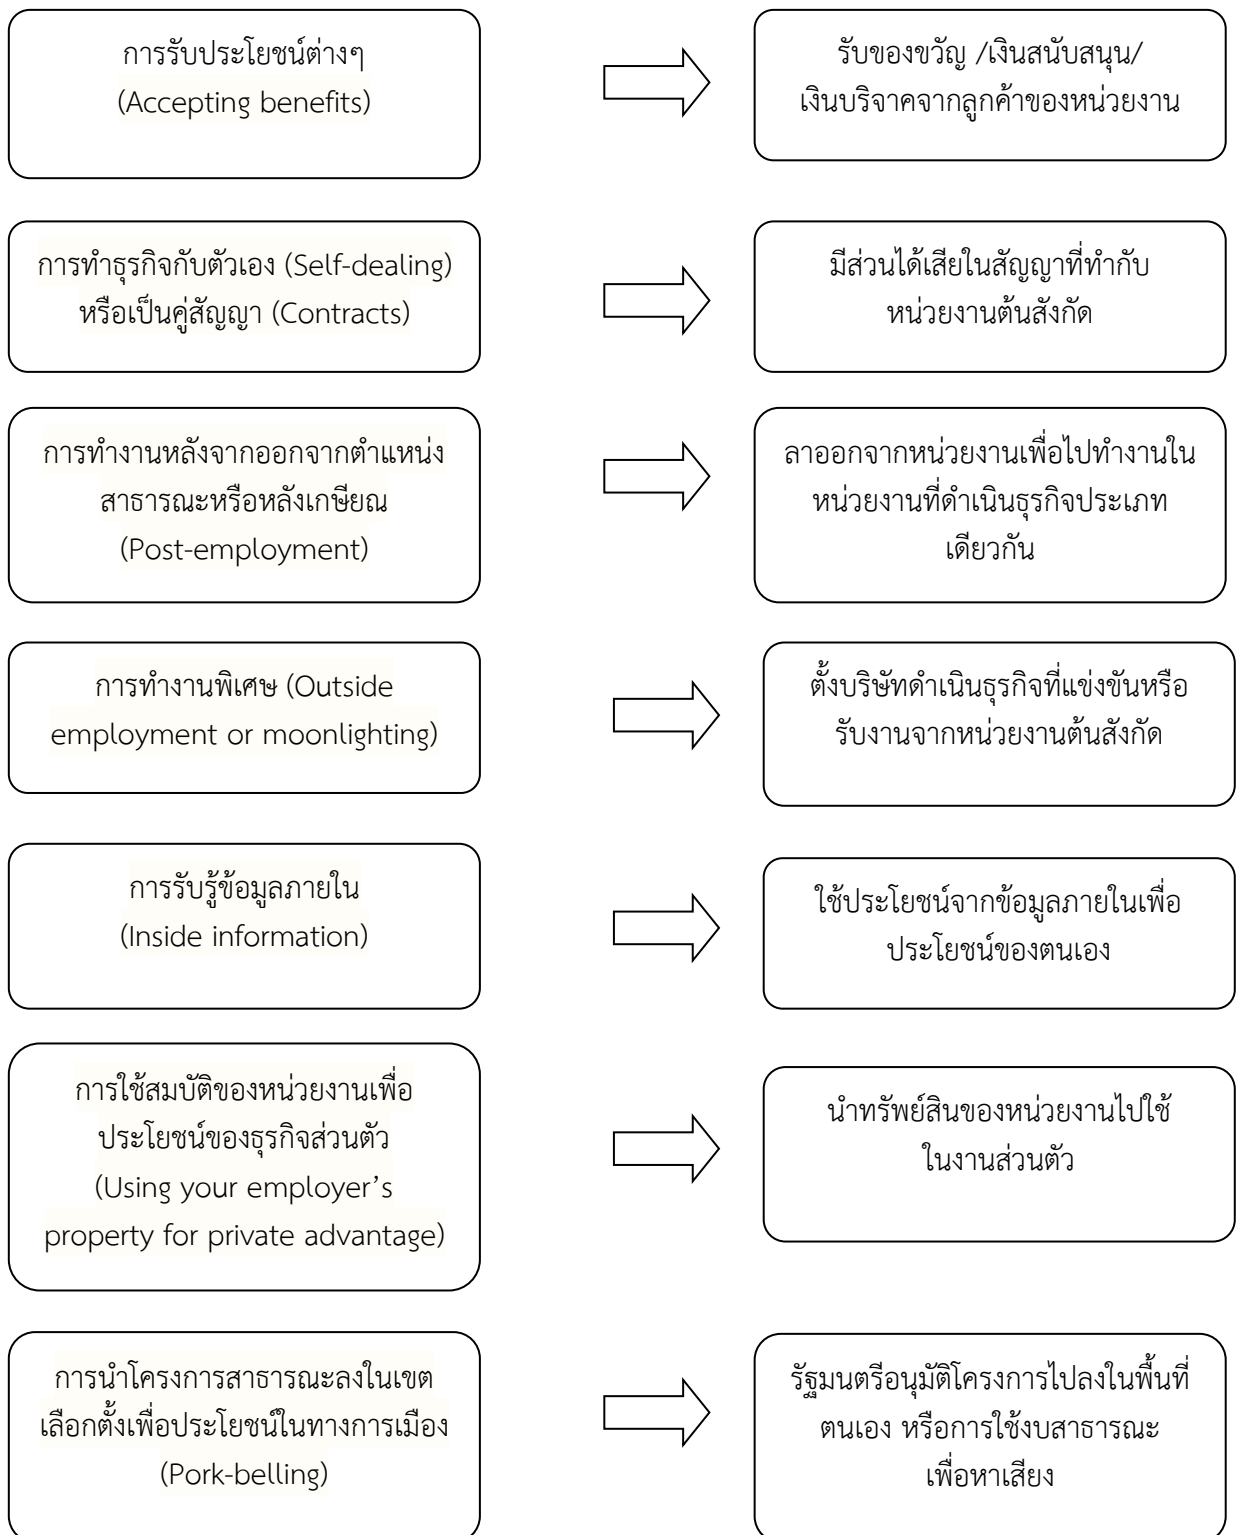 การรับประโยชน์ต่างๆ
(Accepting benefits)
รับของขวัญ /เงินสนับสนุน/
เงินบริจาคจากลูกค้าของหน่วยงาน
การทำธุรกิจกับตัวเอง (Self-dealing)
หรือเป็นคู่สัญญา (Contracts)
มีส่วนได้เสียในสัญญาที่ทำกับ
หน่วยงานต้นสังกัด
การทำงานหลังจากออกจากตำแหน่ง
สาธารณะหรือหลังเกษียณ
(Post-employment)
ลาออกจากหน่วยงานเพื่อไปทำงานใน
หน่วยงานที่ดำเนินธุรกิจประเภท
เดียวกัน
การทำงานพิเศษ (Outside
employment or moonlighting)
ตั้งบริษัทดำเนินธุรกิจที่แข่งขันหรือ
รับงานจากหน่วยงานต้นสังกัด
การรับรู้ข้อมูลภายใน
(Inside information)
ใช้ประโยชน์จากข้อมูลภายในเพื่อ
ประโยชน์ของตนเอง
การใช้สมบัติของหน่วยงานเพื่อ
ประโยชน์ของธุรกิจส่วนตัว
(Using your employer’s
property for private advantage)
นำทรัพย์สินของหน่วยงานไปใช้
ในงานส่วนตัว
การนำโครงการสาธารณะลงในเขต
เลือกตั้งเพื่อประโยชน์ในทางการเมือง
(Pork-belling)
รัฐมนตรีอนุมัติโครงการไปลงในพื้นที่
ตนเอง หรือการใช้งบสาธารณะ
เพื่อหาเสียง